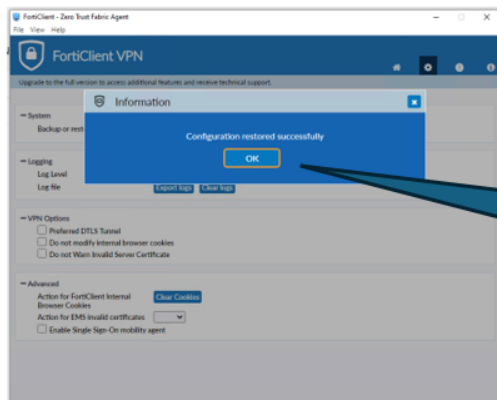 FortiClient - Zero Trust Fabric Agent
File View Help
FortiClient VPN
Upgrade to the full version to access additional features and receive technical support.
Information
Configuration restored successfully
OK
System
Backup or rest
Logging
Log Level
Log file
Export logs
Clear logs
VPN Options
Preferred DTLS Tunnel
Do not modify internal browser cookies
Do not Warn Invalid Server Certificate
Advanced
Action for FortiClient Internal
Browser Cookies
Clear Cookies
Action for EMS invalid certificates
Enable Single Sign-On mobility agent